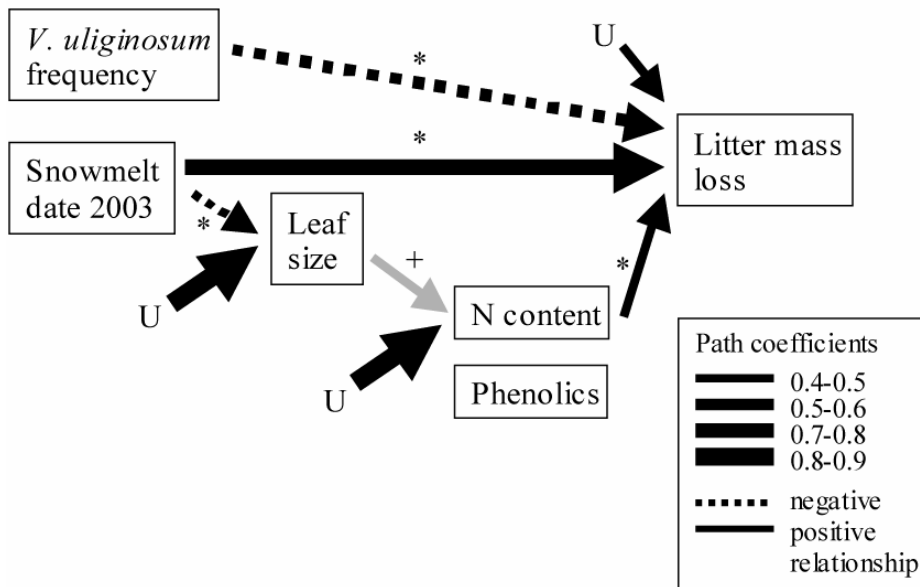 V. uliginosum
frequency
*
U
Litter mass
loss
*
Snowmelt
date 2003
*
Leaf
size
+
*
U
N content
U
Phenolics
Path coefficients
0.4-0.5
0.5-0.6
0.7-0.8
0.8-0.9
negative
positive
relationship